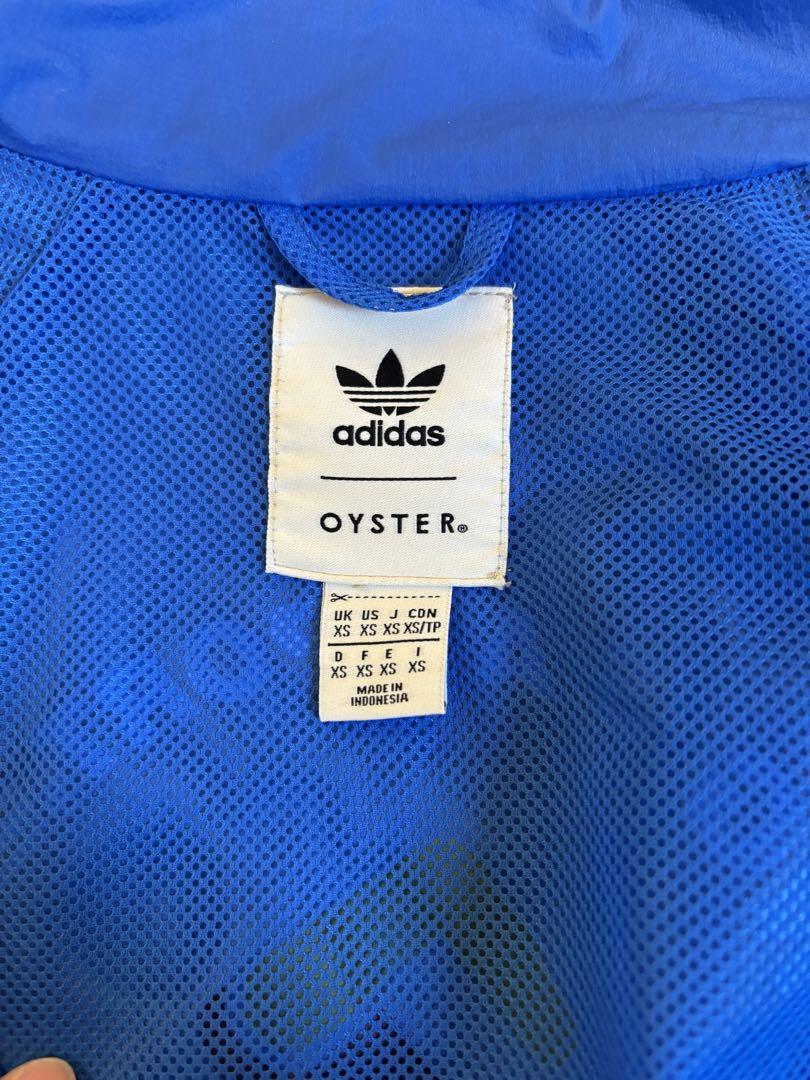 adidas
OYSTER®
UK US J CDN
XS XS XS XS/TP
D F E I
XS XS XS XS
MADE IN
INDONESIA